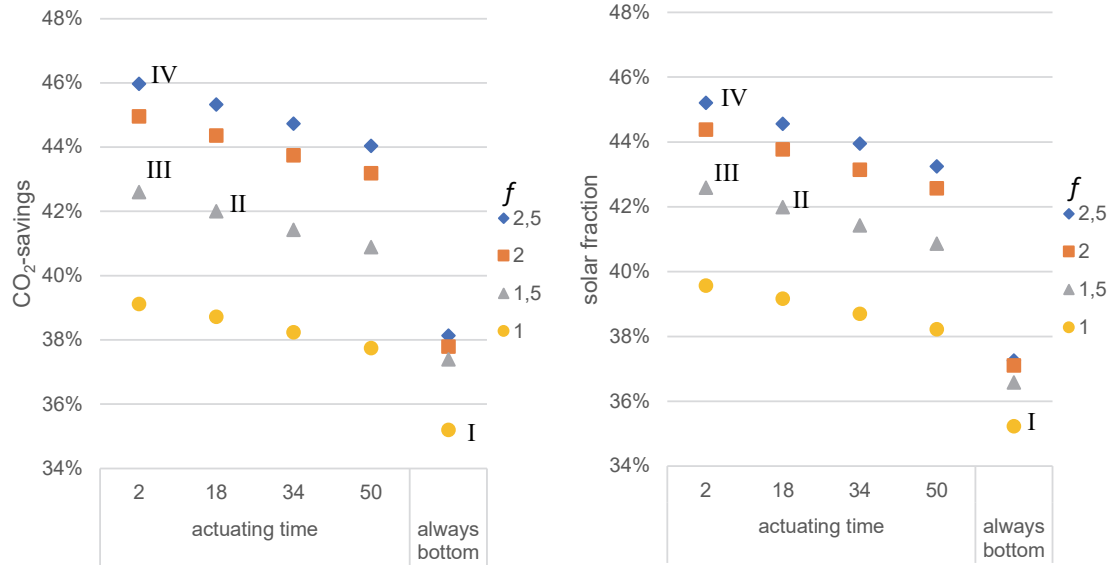 48%
46%
44%
42%
40%
38%
36%
34%
CO2-savings
IV
III
II
I
f
2,5
2
1,5
1
2 18 34 50
actuating time
always
bottom
48%
46%
44%
42%
40%
38%
36%
34%
solar fraction
IV
III
II
I
f
2,5
2
1,5
1
2 18 34 50
actuating time
always
bottom